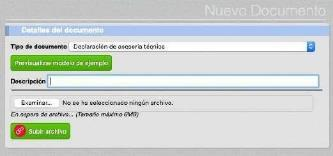 Nuevo Documento
Detalles del documento
Tipo de documento Declaración de asesoría técnica
Previsualizar modelo de ejemplo
Descripción
Examinar... No se ha seleccionado ningún archivo.
En espera de archivo... (Tamaño máximo 6MB)
Subir archivo